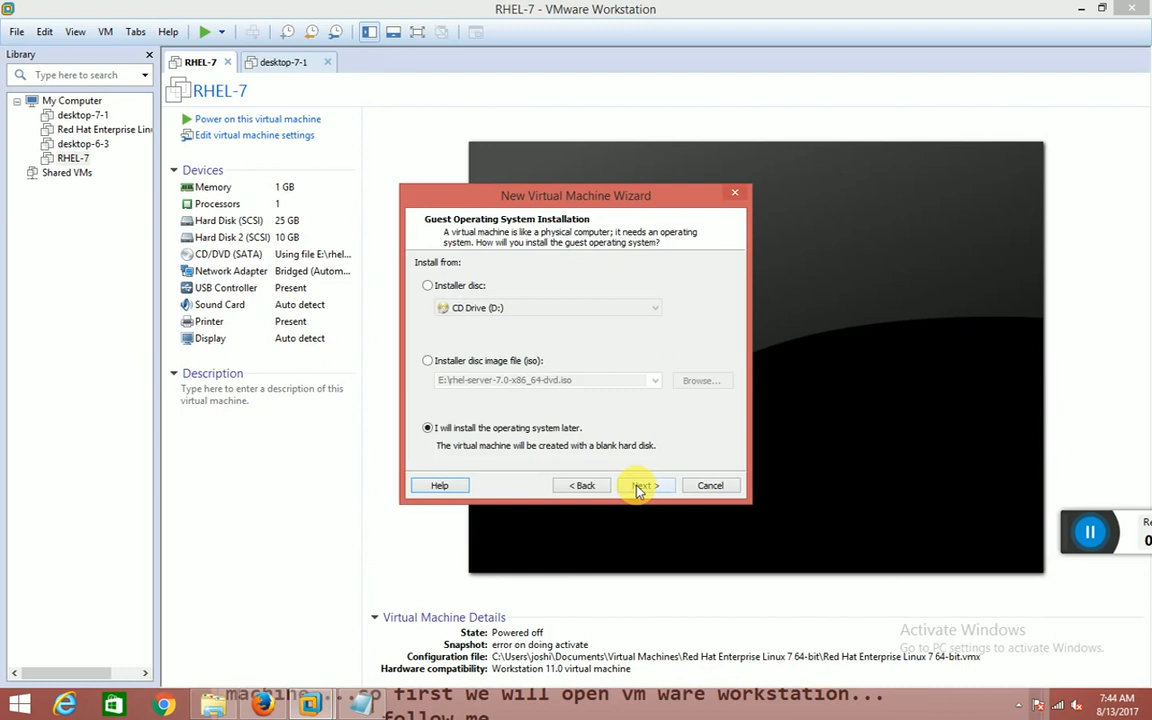 RHEL-7 - VMware Workstation
File Edit View VM Tabs Help
Library
Type here to search
My Computer
desktop-7-1
Red Hat Enterprise Lin
desktop-6-3
RHEL-7
Shared VMs
RHEL-7
desktop-7-1
RHEL-7
Power on this virtual machine
Edit virtual machine settings
Devices
Memory 1 GB
Processors 1
Hard Disk (SCSI) 25 GB
Hard Disk 2 (SCSI) 10 GB
CD/DVD (SATA) Using file E:\rhel...
Network Adapter Bridged (Autom...
USB Controller Present
Sound Card Auto detect
Printer Present
Display Auto detect
Description
Type here to enter a description of this
virtual machine.
New Virtual Machine Wizard
Guest Operating System Installation
A virtual machine is like a physical computer; it needs an operating
system. How will you install the guest operating system?
Install from:
Installer disc:
CD Drive (D:)
Installer disc image file (iso):
E:\rhel-server-7.0-x86_64-dvd.iso
Browse...
I will install the operating system later.
The virtual machine will be created with a blank hard disk.
Help < Back Next > Cancel
Re
0
Virtual Machine Details
State: Powered off
Snapshot: error on doing activate
Configuration file: C:\Users\joshi\Documents\Virtual Machines\Red Hat Enterprise Linux 7 64-bit\Red Hat Enterprise Linux 7 64-bit.vmx
Hardware compatibility: Workstation 11.0 virtual machine
Activate Windows
Go to PC settings to activate Windows.
machine... so first we will open vm ware workstation...
follow me
7:44 AM
8/13/2017